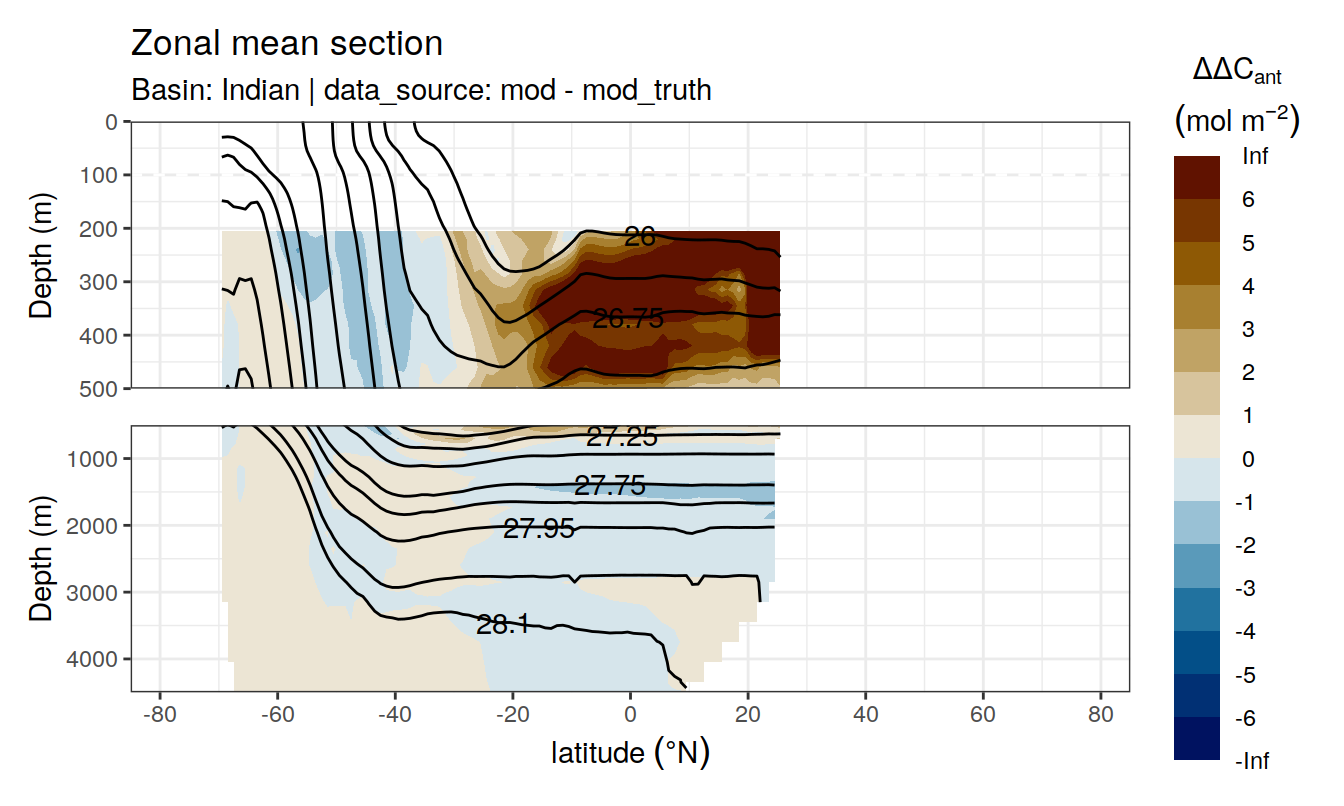 Zonal mean section
Basin: Indian | data_source: mod - mod_truth
ΔΔCant
(mol m−2)
Inf
6
5
4
3
2
1
0
-1
-2
-3
-4
-5
-6
-Inf
Depth (m)
0
100
200
300
400
500
26
26.75
Depth (m)
1000
2000
3000
4000
27.25
27.75
27.95
28.1
-80 -60 -40 -20 0 20 40 60 80
latitude (°N)